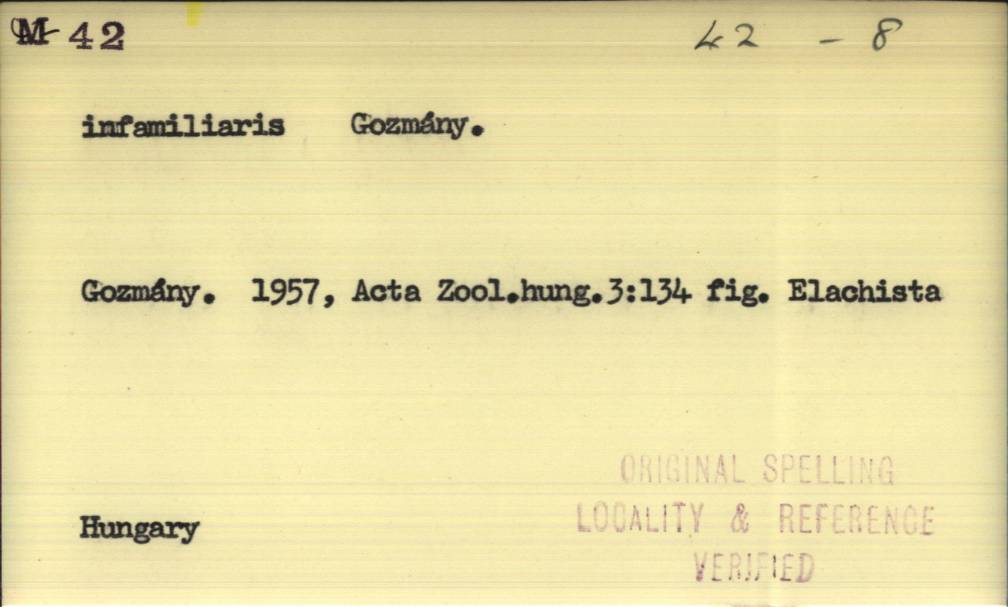 M 42 42 - 8
infamiliaris Gozmány.
Gozmány. 1957, Acta Zool.hung.3:134 fig. Elachista
ORIGINAL SPELLING
Hungary LOCALITY & REFERENCE
VERIFIED